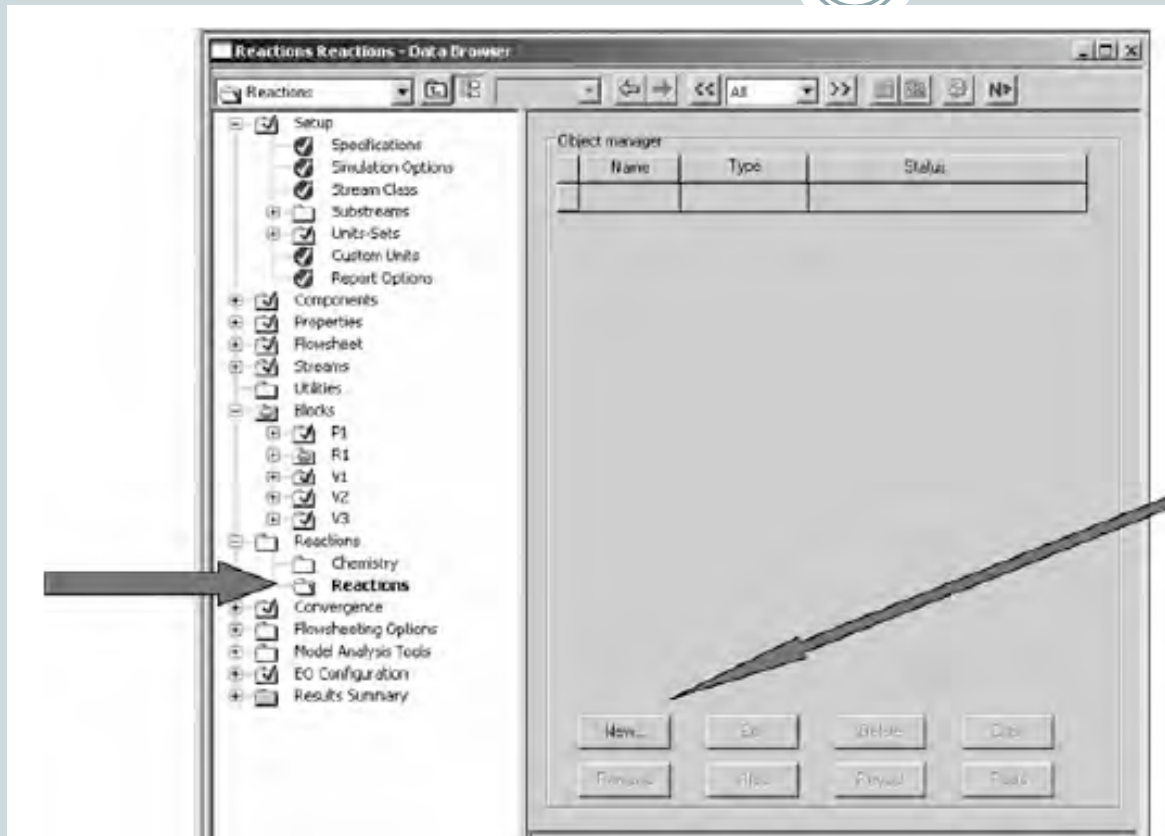 Reactions Reactions - Data Browser
Reactions
<< All >> N>
Setup
Specifications
Simulation Options
Stream Class
Substreams
Units-Sets
Custom Units
Report Options
Components
Properties
Flowsheet
Streams
Utilities
Blocks
P1
R1
V1
V2
V3
Reactions
Chemistry
Reactions
Convergence
Flowsheeting Options
Model Analysis Tools
EO Configuration
Results Summary
Object manager
Name Type Status
New... Delete